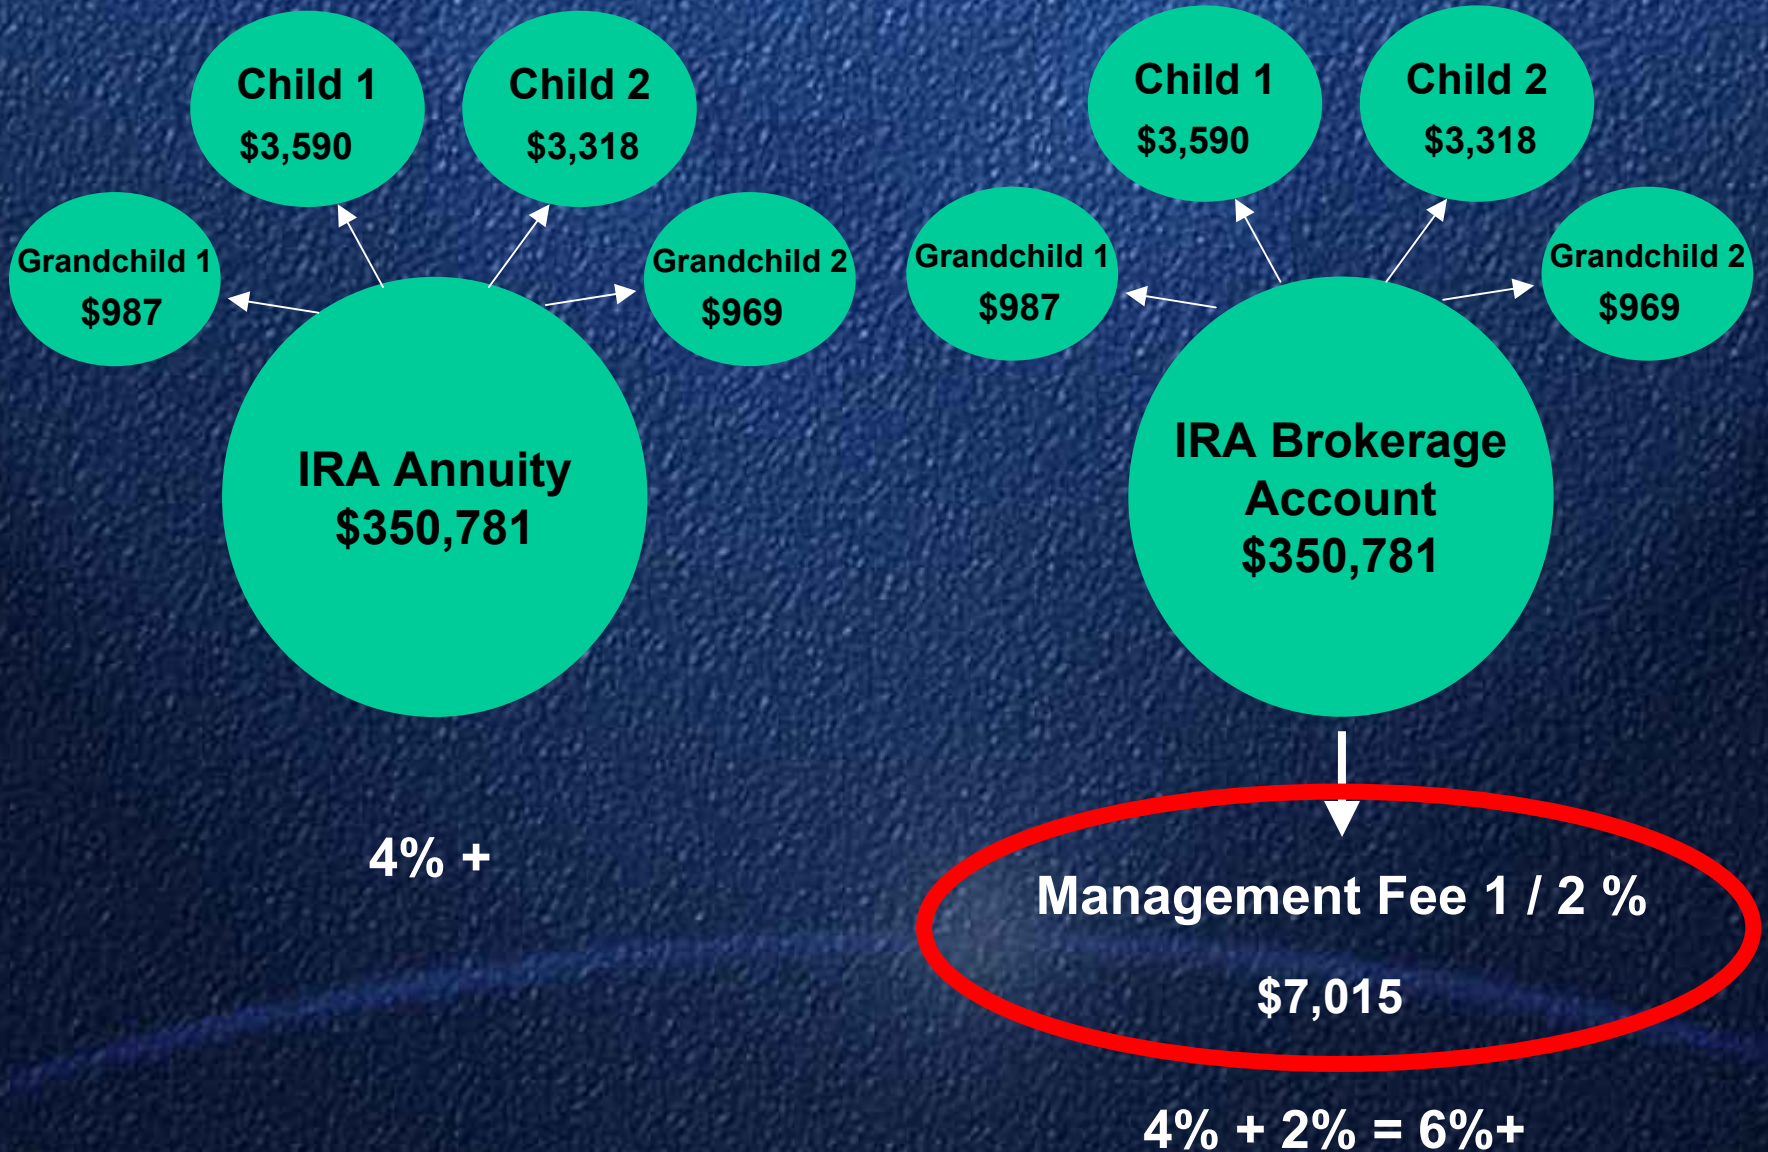 Child 1
$3,590
Child 2
$3,318
Grandchild 1
$987
Grandchild 2
$969
IRA Annuity
$350,781
4% +
Child 1
$3,590
Child 2
$3,318
Grandchild 1
$987
Grandchild 2
$969
IRA Brokerage
Account
$350,781
Management Fee 1 / 2 %
$7,015
4% + 2% = 6%+